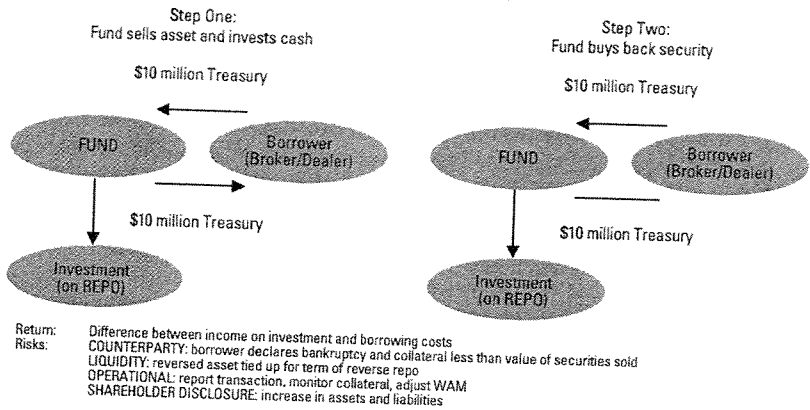 Step One:
Fund sells asset and invests cash
$10 million Treasury
FUND
Borrower
(Broker/Dealer)
$10 million Treasury
Investment
(on REPO)
Step Two:
Fund buys back security
$10 million Treasury
FUND
Borrower
(Broker/Dealer)
$10 million Treasury
Investment
(on REPO)
Return: Difference between income on investment and borrowing costs
Risks: COUNTERPARTY: borrower declares bankruptcy and collateral less than value of securities sold
LIQUIDITY: reversed asset tied up for term of reverse repo
OPERATIONAL: report transaction, monitor collateral, adjust WAM
SHAREHOLDER DISCLOSURE: increase in assets and liabilities